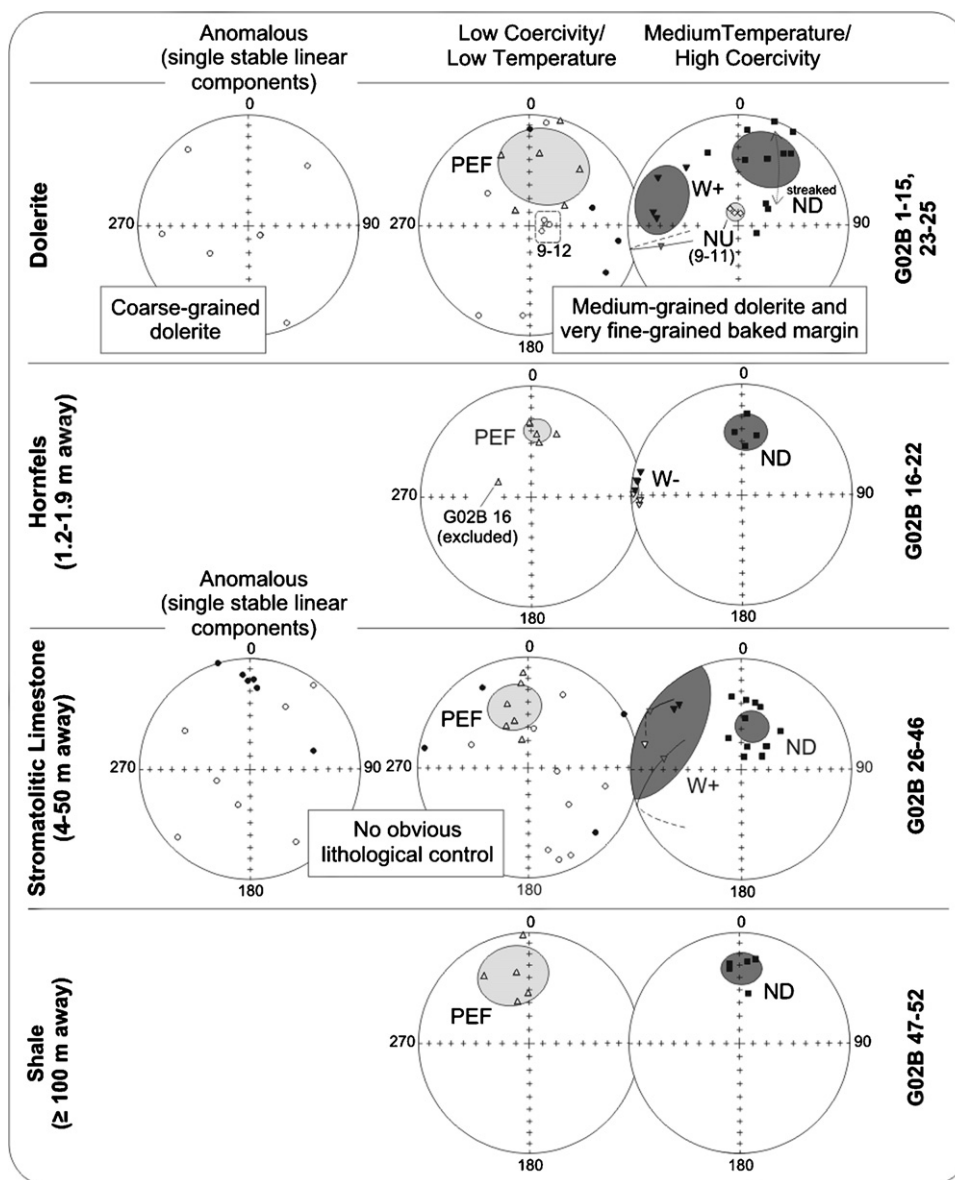 Anomalous
(single stable linear
components)
Low Coercivity/
Low Temperature
MediumTemperature/
High Coercivity
Dolerite
0
270
90
Coarse-grained
dolerite
0
PEF
270
9-12
180
0
W+
streaked
ND
NU
(9-11)
90
Medium-grained dolerite and
very fine-grained baked margin
G02B 1-15,
23-25
Hornfels
(1.2-1.9 m away)
0
PEF
270
G02B 16
(excluded)
180
0
W-
ND
90
180
G02B 16-22
Stromatolitic Limestone
(4-50 m away)
Anomalous
(single stable linear
components)
0
270
90
180
No obvious
lithological control
0
PEF
270
180
0
W+
ND
90
180
G02B 26-46
Shale
(≥ 100 m away)
0
PEF
270
180
0
ND
90
180
G02B 47-52